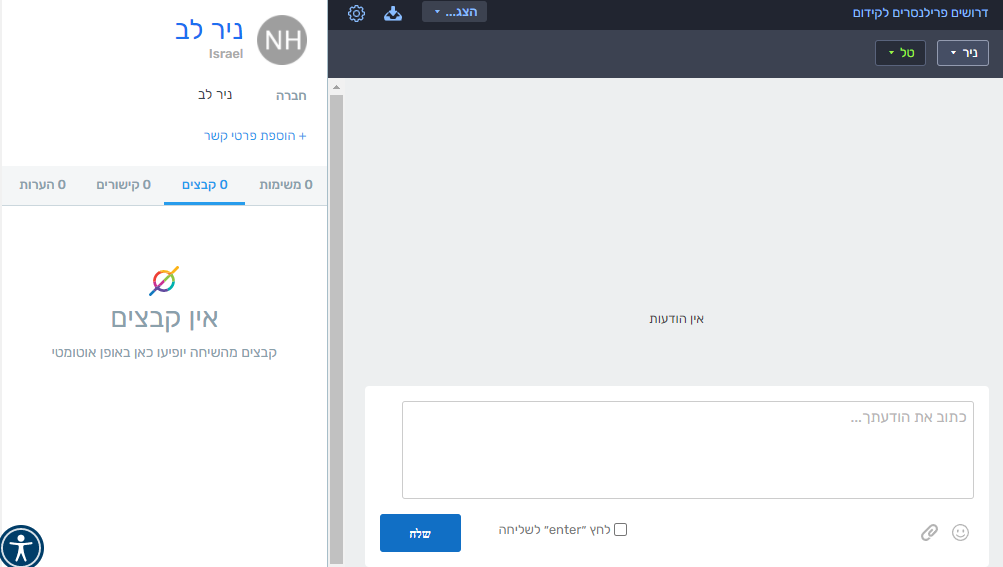 דרושים פרילנסרים לקידום
הצג...
ניר
טל
אין הודעות
כתוב את הודעתך...
לחץ "enter" לשליחה
שלח
ניר לב
NH
Israel
חברה
ניר לב
+ הוספת פרטי קשר
0 משימות
0 קבצים
0 קישורים
0 הערות
אין קבצים
קבצים מהשיחה יופיעו כאן באופן אוטומטי